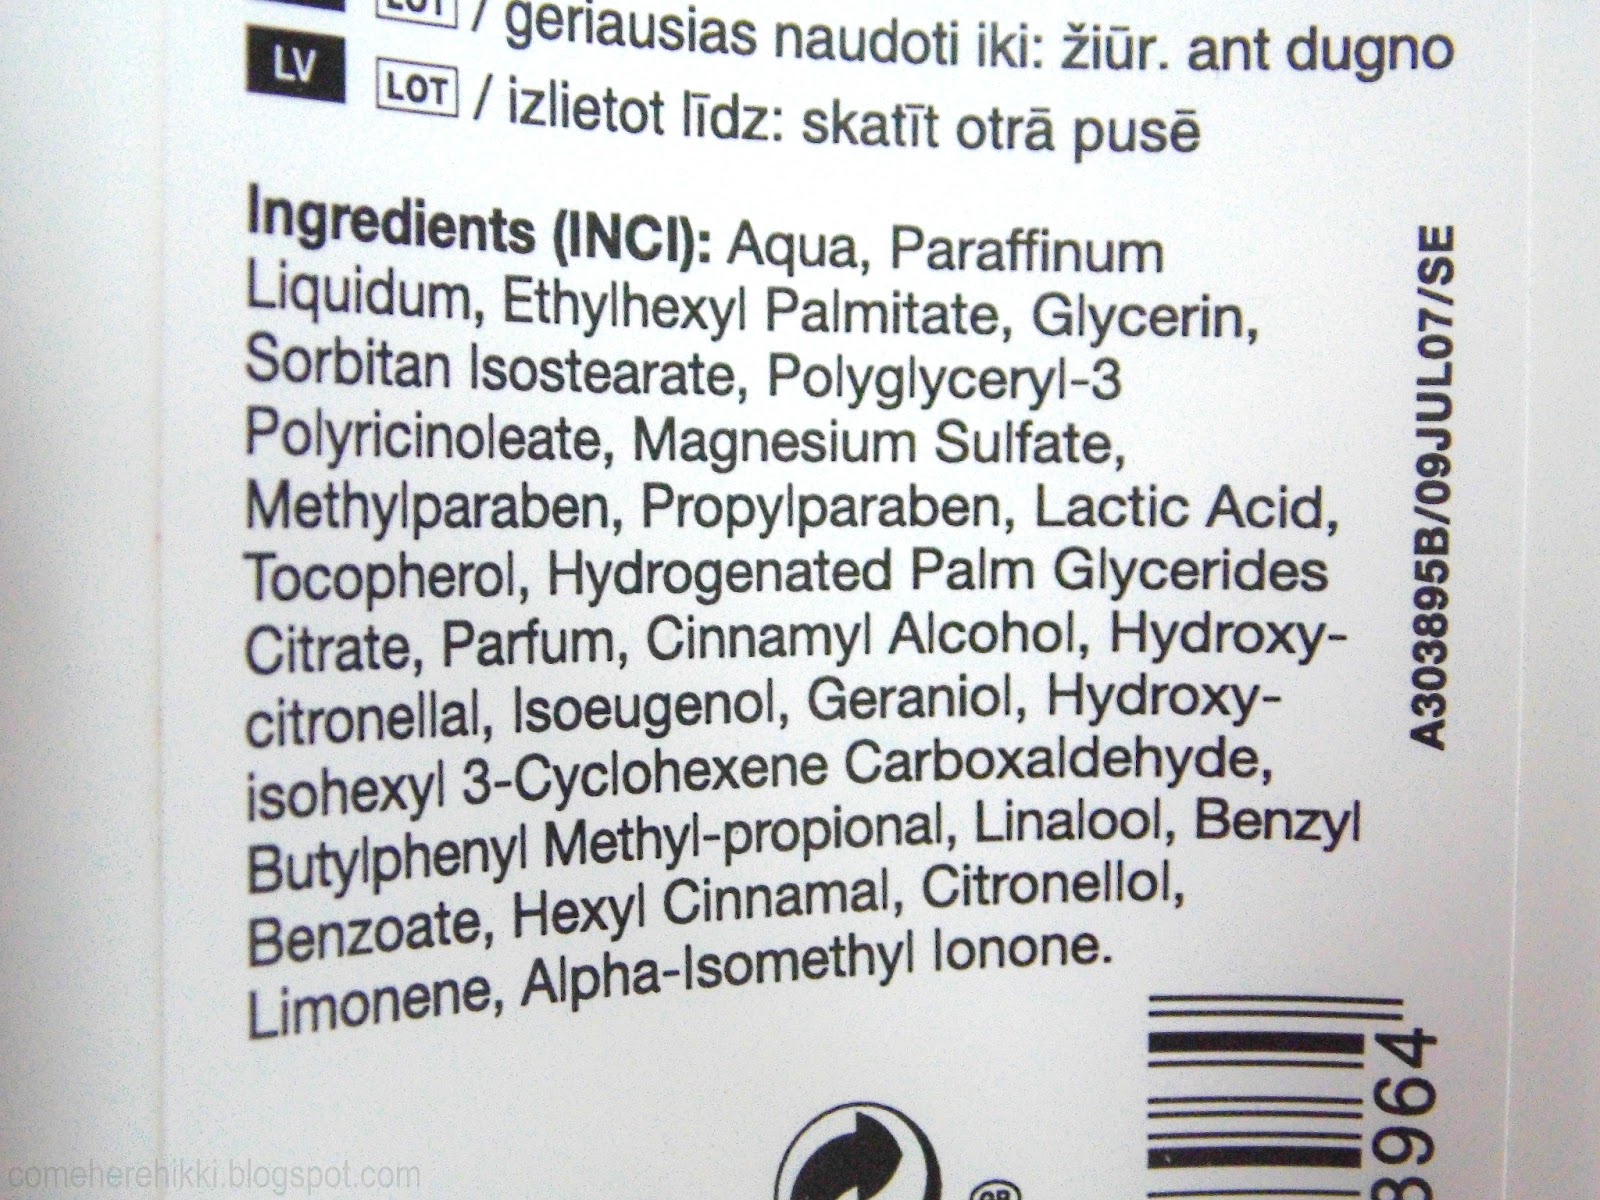 LOT / geriausias naudoti iki: žiūr. ant dugno
LV LOT / izlietot līdz: skatīt otrā pusē
Ingredients (INCI): Aqua, Paraffinum
Liquidum, Ethylhexyl Palmitate, Glycerin,
Sorbitan Isostearate, Polyglyceryl-3
Polyricinoleate, Magnesium Sulfate,
Methylparaben, Propylparaben, Lactic Acid,
Tocopherol, Hydrogenated Palm Glycerides
Citrate, Parfum, Cinnamyl Alcohol, Hydroxy-
citronellal, Isoeugenol, Geraniol, Hydroxy-
isohexyl 3-Cyclohexene Carboxaldehyde,
Butylphenyl Methyl-propional, Linalool, Benzyl
Benzoate, Hexyl Cinnamal, Citronellol,
Limonene, Alpha-Isomethyl Ionone.
A303895B/09JUL07/SE
8964
comeherehikki.blogspot.com